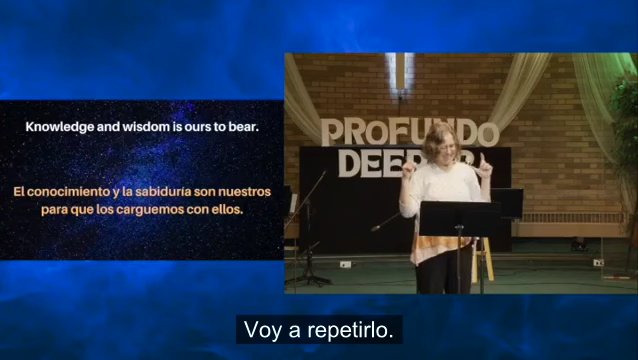 Knowledge and wisdom is ours to bear.
El conocimiento y la sabiduría son nuestros
para que los carguemos con ellos.
PROFUNDO
Voy a repetirlo.